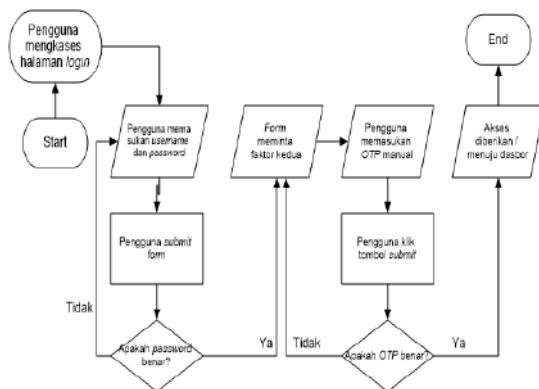 Pengguna
mengkases
halaman login
Start
Pengguna mema
sukan username
dan password
Pengguna submit
form
Apakah password
benar?
Tidak
Ya
Form
meminta
faktor kedua
Pengguna
memasukan
OTP manual
Pengguna klik
tombol submit
Apakah OTP benar?
Tidak
Ya
Akses
diberikan /
menuju dasbor
End